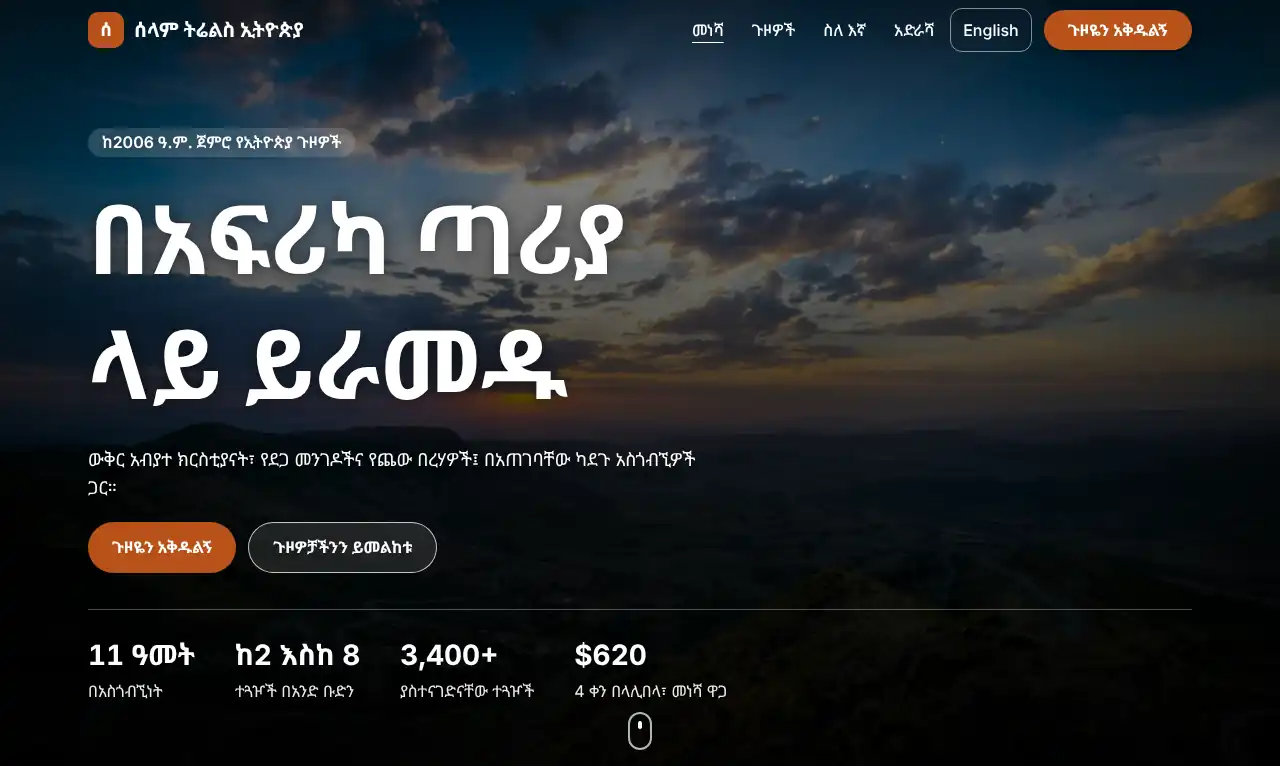 ሰ ሰላም ትሬልስ ኢትዮጵያ
መነሻ ጉዞዎች ስለ እኛ አድራሻ English ጉዞዬን አቅዱልኝ
ከ2006 ዓ.ም. ጀምሮ የኢትዮጵያ ጉዞዎች
በአፍሪካ ጣሪያ
ላይ ይራመዱ
ውቅር አብያተ ክርስቲያናት፣ የደጋ መንገዶችና የጨው በረሃዎች፤ በአጠገባቸው ካደጉ አስጎብኚዎች
ጋር።
ጉዞዬን አቅዱልኝ ጉዞዎቻችንን ይመልከቱ
11 ዓመት ከ2 እስከ 8 3,400+ $620
በአስጎብኚነት ተጓዦች በአንድ ቡድን ያስተናገድናቸው ተጓዦች 4 ቀን በላሊበላ፣ መነሻ ዋጋ